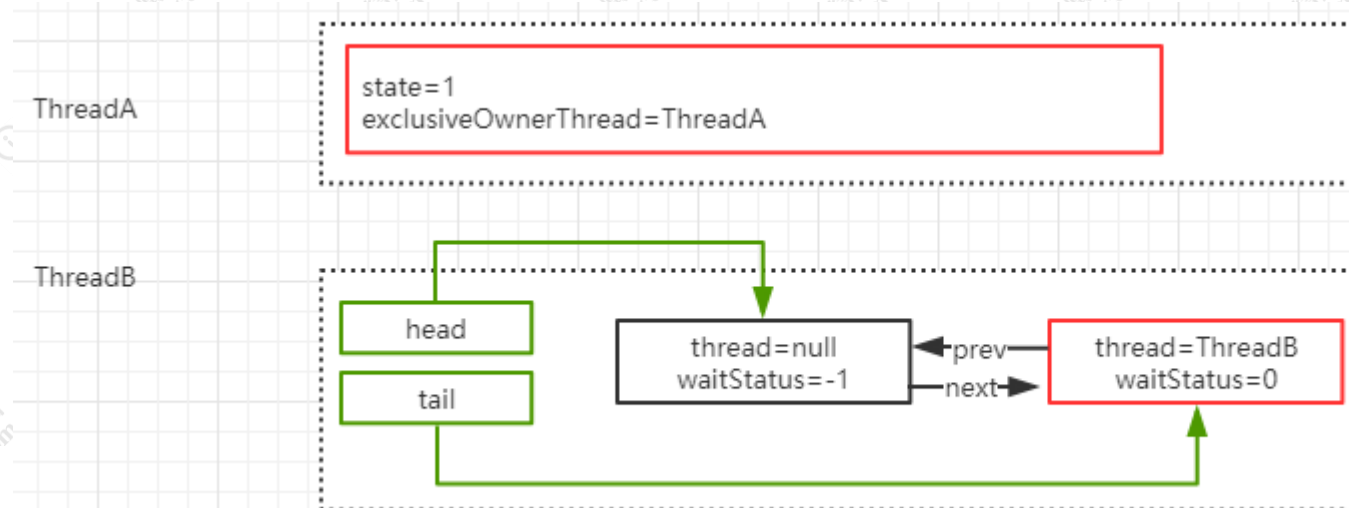 ThreadA
state=1
exclusiveOwnerThread=ThreadA
ThreadB
head
tail
thread=null
waitStatus=-1
prev
next
thread=ThreadB
waitStatus=0